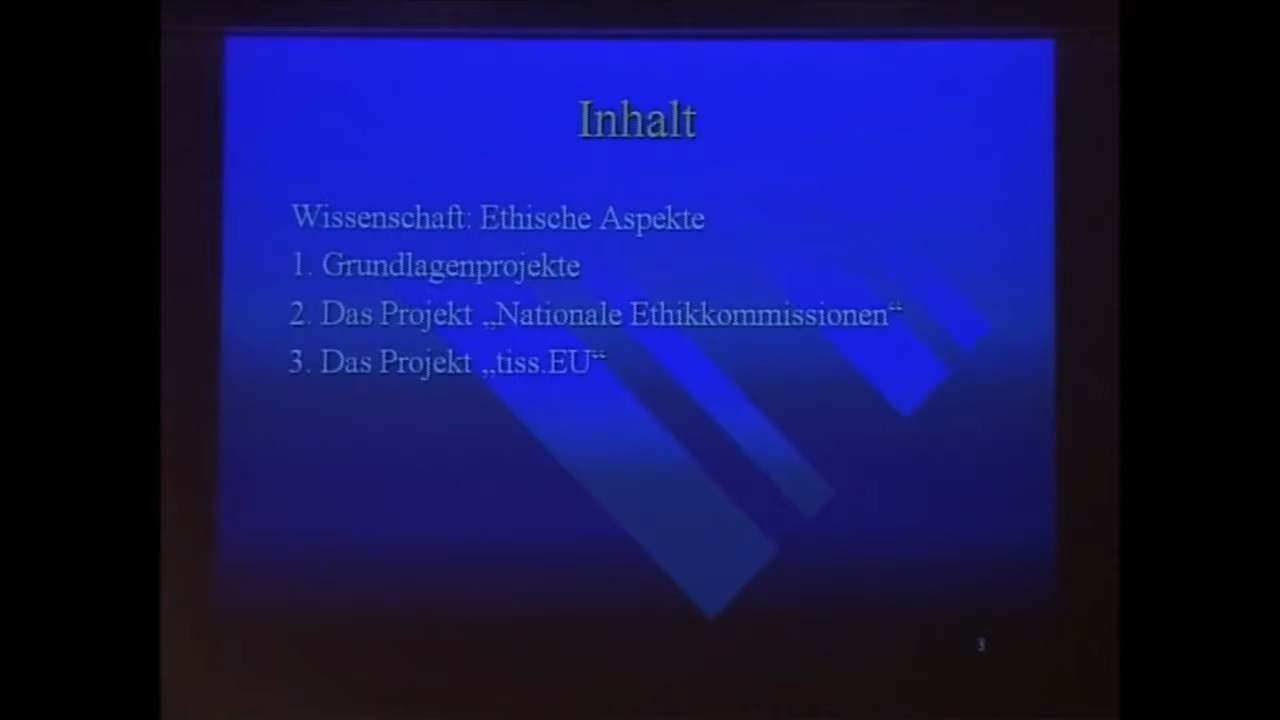 Inhalt
Wissenschaft: Ethische Aspekte
1. Grundlagenprojekte
2. Das Projekt „Nationale Ethikkommissionen“
3. Das Projekt „tiss.EU“
3